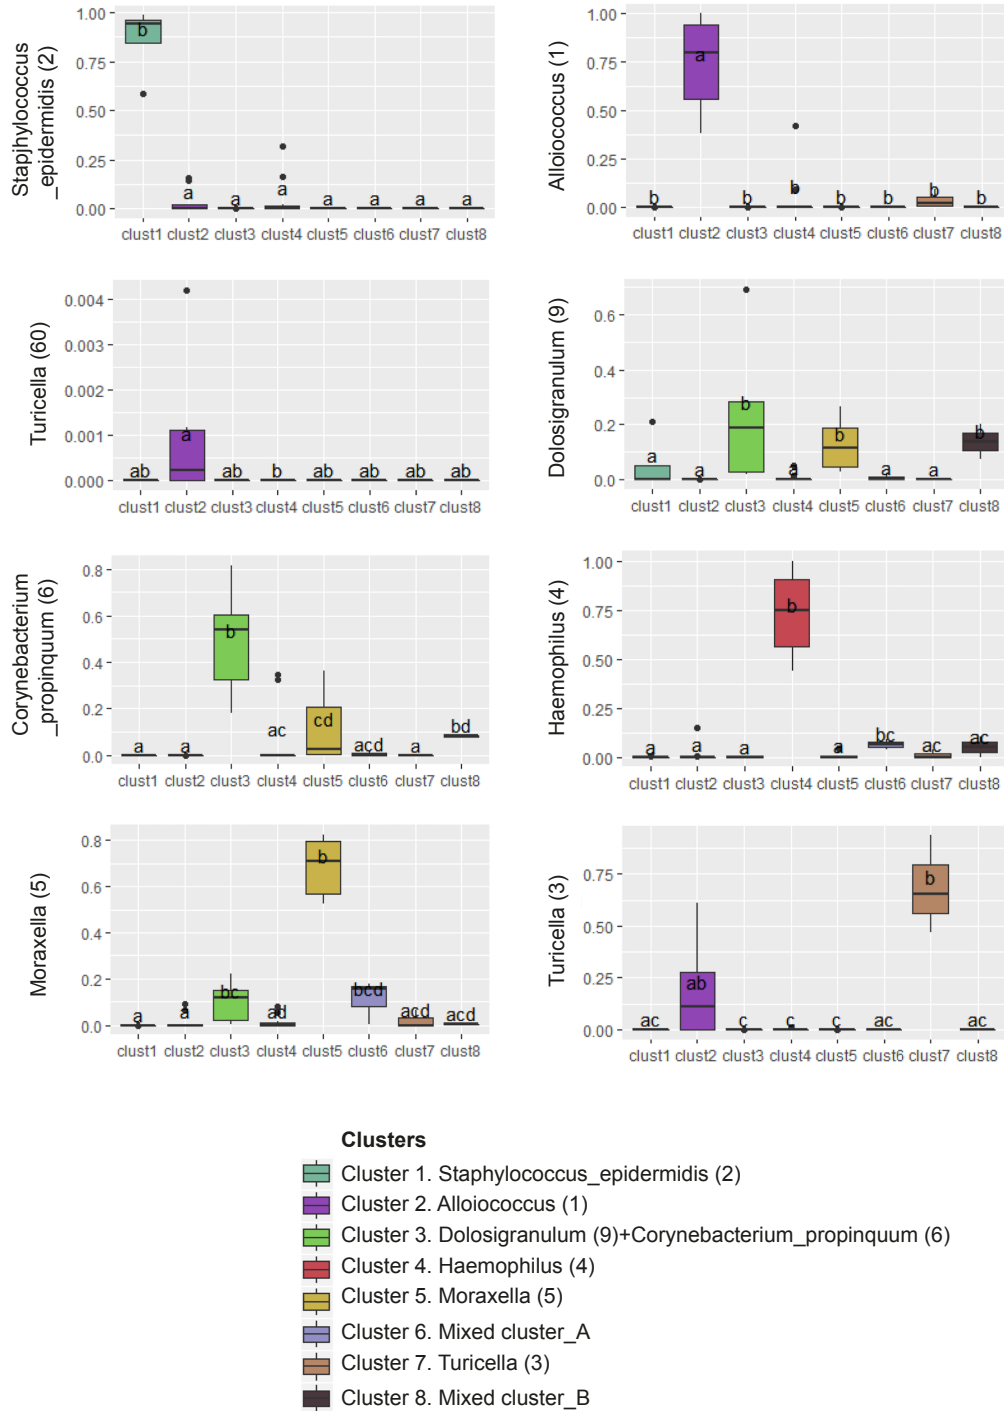 Stapjhylococcus
_epidermidis (2)
1.00
0.75
0.50
0.25
0.00
b
a
a
a
a
a
a
a
clust1 clust2 clust3 clust4 clust5 clust6 clust7 clust8
Alloiococcus (1)
1.00
0.75
0.50
0.25
0.00
b
a
b
b
b
b
b
b
clust1 clust2 clust3 clust4 clust5 clust6 clust7 clust8
Turicella (60)
0.004
0.003
0.002
0.001
0.000
ab
a
ab
b
ab
ab
ab
ab
clust1 clust2 clust3 clust4 clust5 clust6 clust7 clust8
Dolosigranulum (9)
0.6
0.4
0.2
0.0
a
a
b
a
b
a
a
b
clust1 clust2 clust3 clust4 clust5 clust6 clust7 clust8
Corynebacterium
_propinquum (6)
0.8
0.6
0.4
0.2
0.0
a
a
b
ac
cd
acd
a
bd
clust1 clust2 clust3 clust4 clust5 clust6 clust7 clust8
Haemophilus (4)
1.00
0.75
0.50
0.25
0.00
a
a
a
b
a
bc
ac
ac
clust1 clust2 clust3 clust4 clust5 clust6 clust7 clust8
Moraxella (5)
0.8
0.6
0.4
0.2
0.0
a
a
bc
ad
b
bcd
acd
acd
clust1 clust2 clust3 clust4 clust5 clust6 clust7 clust8
Turicella (3)
0.75
0.50
0.25
0.00
ac
ab
c
c
c
ac
b
ac
clust1 clust2 clust3 clust4 clust5 clust6 clust7 clust8
Clusters
Cluster 1. Staphylococcus_epidermidis (2)
Cluster 2. Alloiococcus (1)
Cluster 3. Dolosigranulum (9)+Corynebacterium_propinquum (6)
Cluster 4. Haemophilus (4)
Cluster 5. Moraxella (5)
Cluster 6. Mixed cluster_A
Cluster 7. Turicella (3)
Cluster 8. Mixed cluster_B